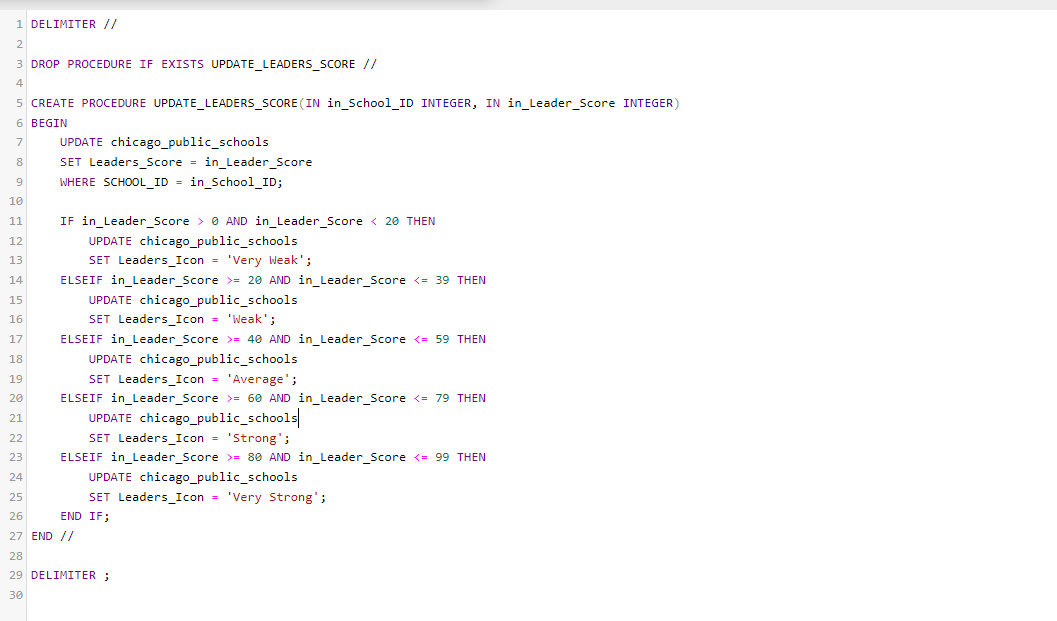 1 DELIMITER //
2
3 DROP PROCEDURE IF EXISTS UPDATE_LEADERS_SCORE //
4
5 CREATE PROCEDURE UPDATE_LEADERS_SCORE(IN in_School_ID INTEGER, IN in_Leader_Score INTEGER)
6 BEGIN
7     UPDATE chicago_public_schools
8     SET Leaders_Score = in_Leader_Score
9     WHERE SCHOOL_ID = in_School_ID;
10
11     IF in_Leader_Score > 0 AND in_Leader_Score < 20 THEN
12         UPDATE chicago_public_schools
13         SET Leaders_Icon = 'Very Weak';
14     ELSEIF in_Leader_Score >= 20 AND in_Leader_Score <= 39 THEN
15         UPDATE chicago_public_schools
16         SET Leaders_Icon = 'Weak';
17     ELSEIF in_Leader_Score >= 40 AND in_Leader_Score <= 59 THEN
18         UPDATE chicago_public_schools
19         SET Leaders_Icon = 'Average';
20     ELSEIF in_Leader_Score >= 60 AND in_Leader_Score <= 79 THEN
21         UPDATE chicago_public_schools
22         SET Leaders_Icon = 'Strong';
23     ELSEIF in_Leader_Score >= 80 AND in_Leader_Score <= 99 THEN
24         UPDATE chicago_public_schools
25         SET Leaders_Icon = 'Very Strong';
26     END IF;
27 END //
28
29 DELIMITER ;
30